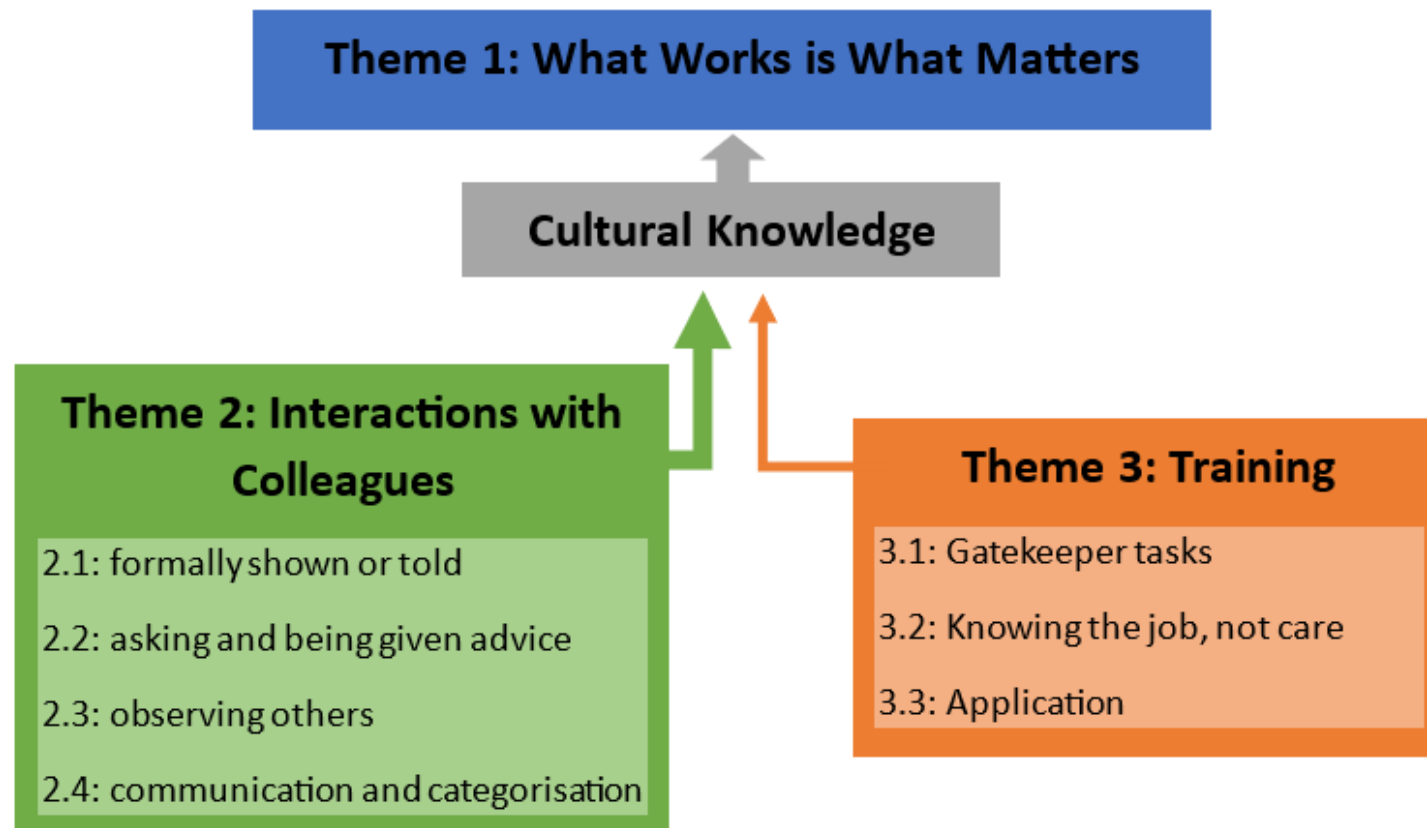 Theme 1: What Works is What Matters
Cultural Knowledge
Theme 2: Interactions with
Colleagues
2.1: formally shown or told
2.2: asking and being given advice
2.3: observing others
2.4: communication and categorisation
Theme 3: Training
3.1: Gatekeeper tasks
3.2: Knowing the job, not care
3.3: Application